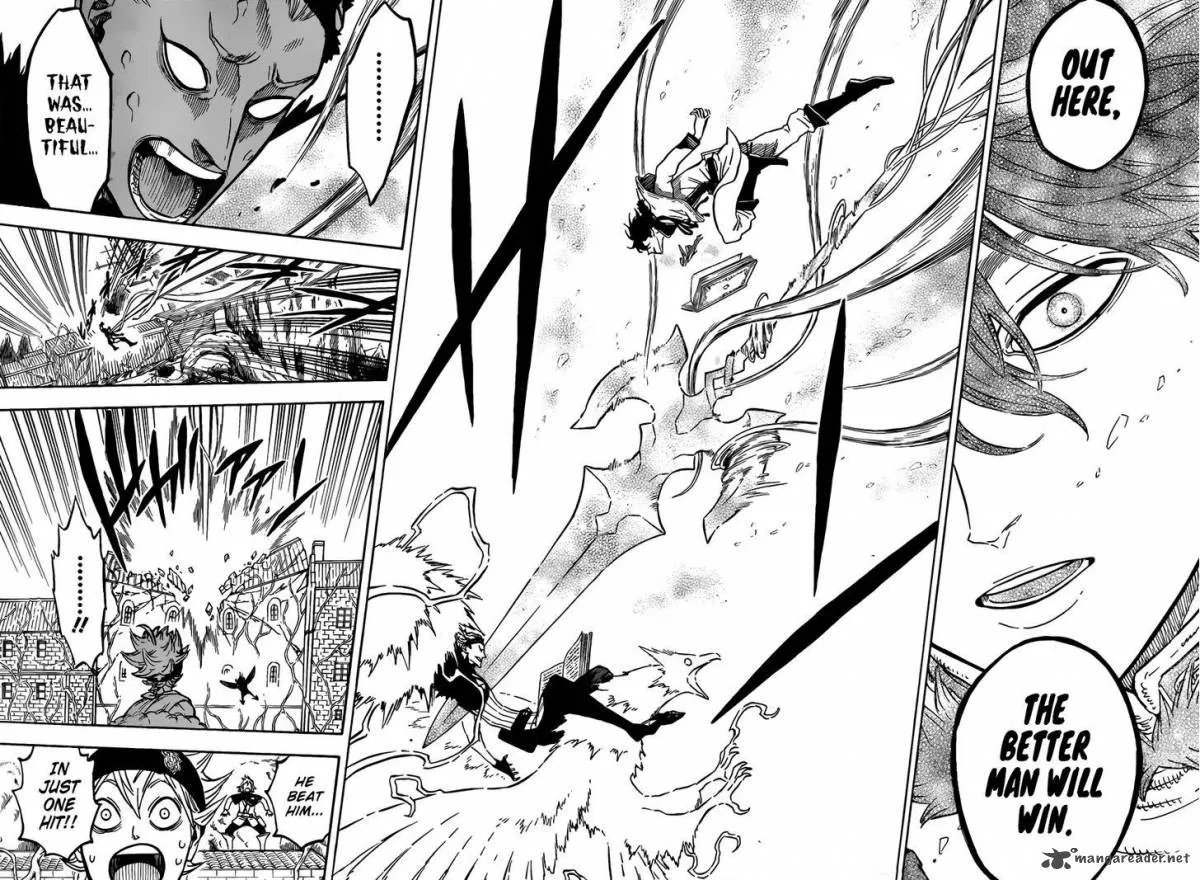 OUT
HERE,
THE
BETTER
MAN WILL
WIN.
..........
THAT
WAS...
BEAU-
TIFUL...
..........
!!
HE
BEAT
HIM...
IN
JUST
ONE
HIT!!
mangareader.net